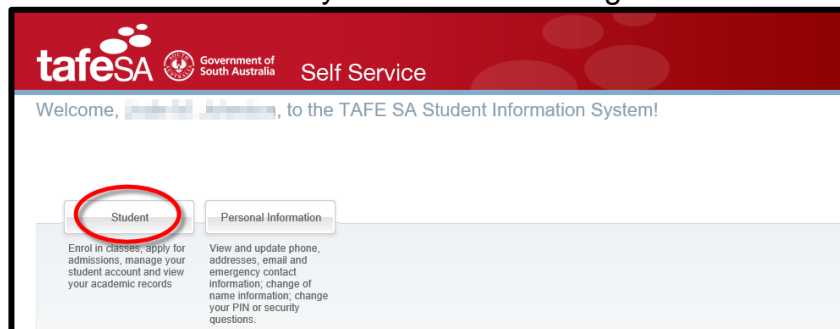 tafeSA Government of South Australia Self Service
Welcome, , to the TAFE SA Student Information System!
Student
Personal Information
Enrol in classes, apply for
admissions, manage your
student account and view
your academic records
View and update phone,
addresses, email and
emergency contact
information; change of
name information; change
your PIN or security
questions.